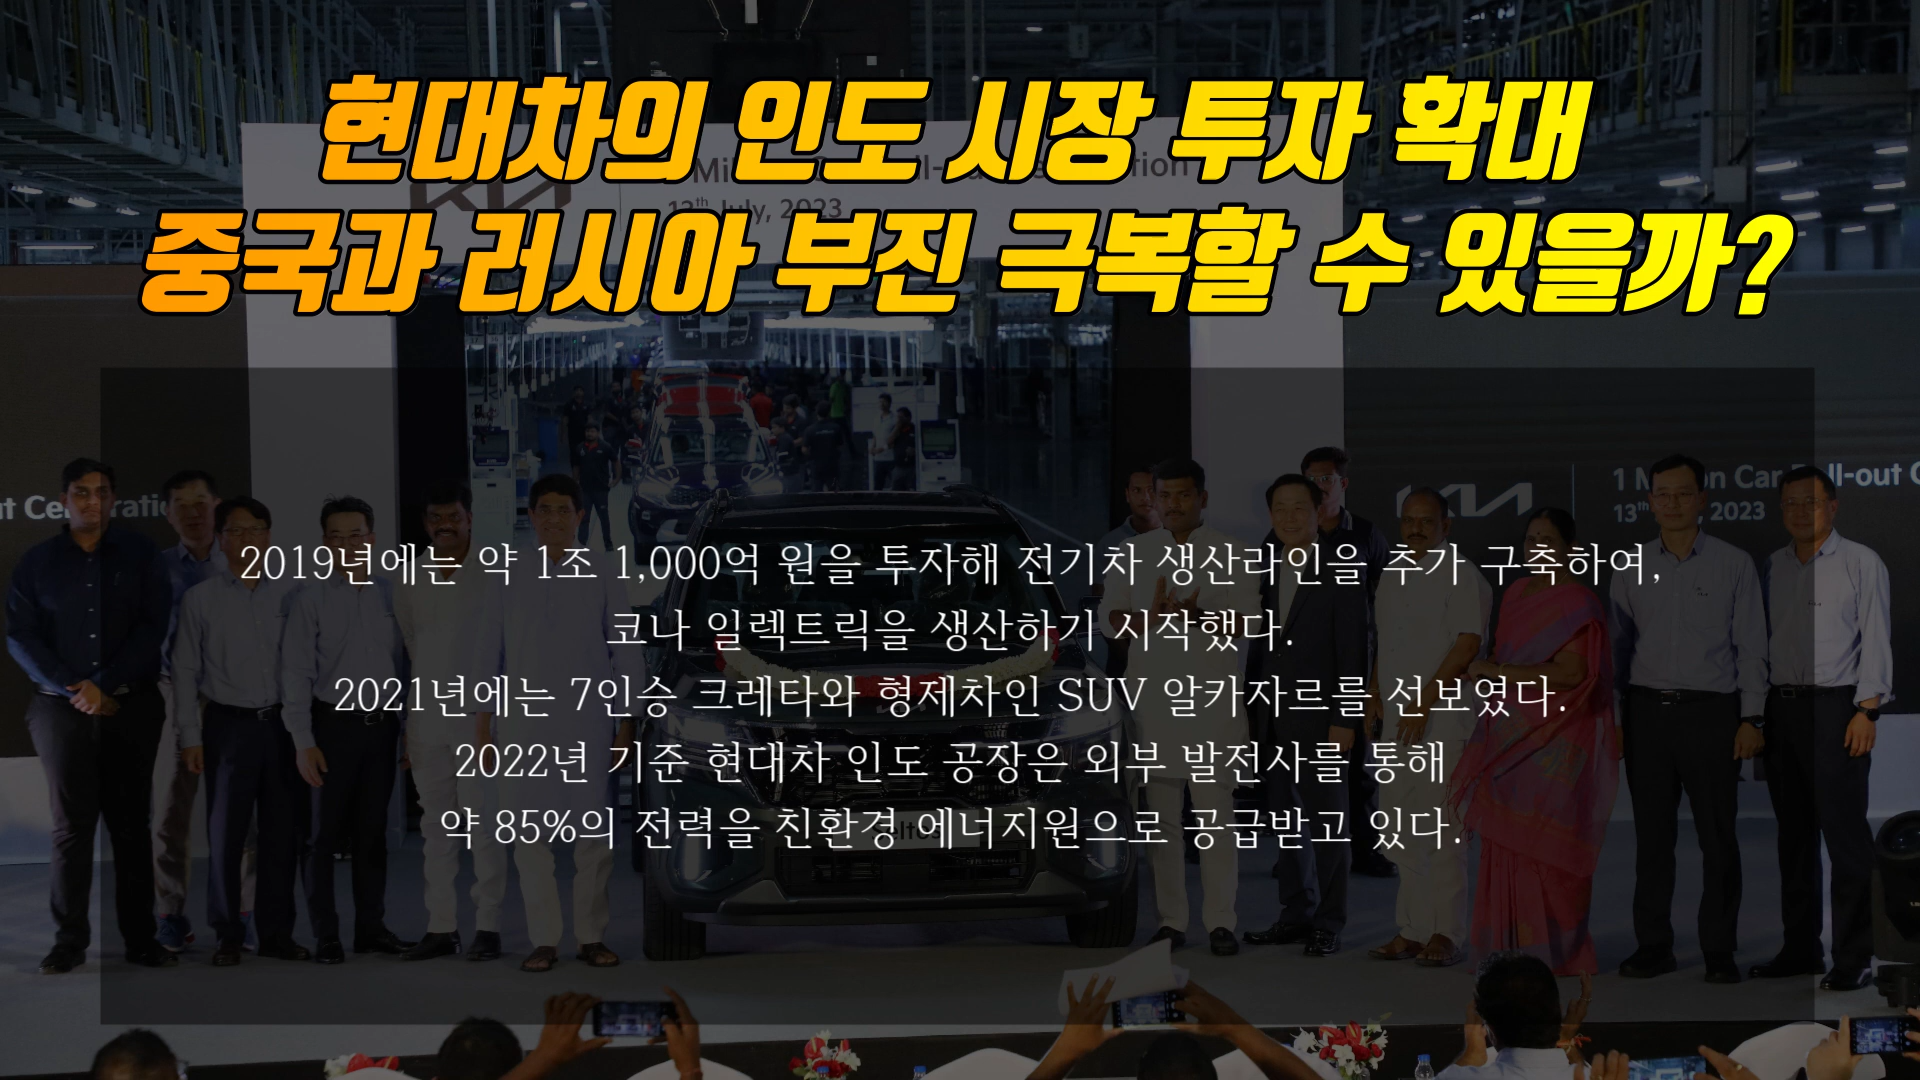 현대차의 인도 시장 투자 확대
중국과 러시아 부진 극복할 수 있을까?
2019년에는 약 1조 1,000억 원을 투자해 전기차 생산라인을 추가 구축하여,
코나 일렉트릭을 생산하기 시작했다.
2021년에는 7인승 크레타와 형제차인 SUV 알카자르를 선보였다.
2022년 기준 현대차 인도 공장은 외부 발전사를 통해
약 85%의 전력을 친환경 에너지원으로 공급받고 있다.
July, 2023
KIA
1 Car
13th 2023